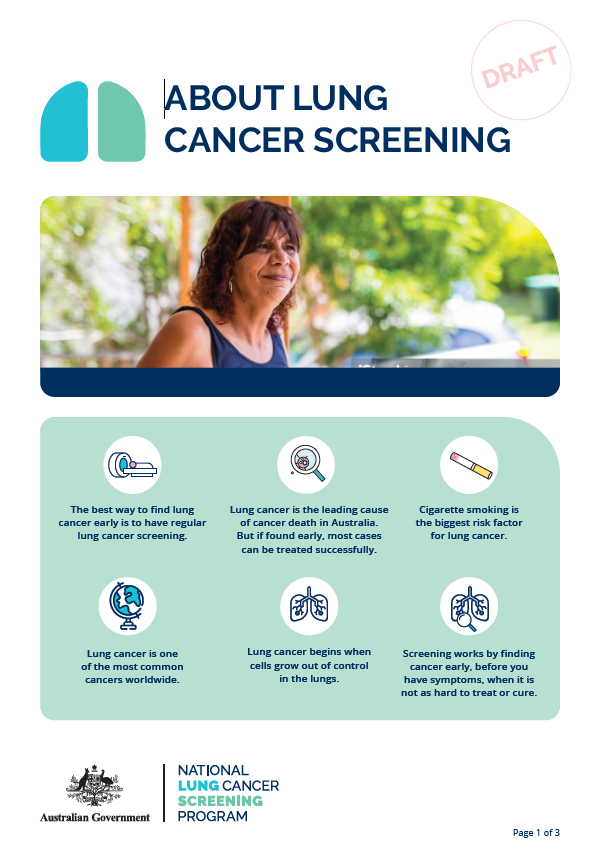 DRAFT
ABOUT LUNG
CANCER SCREENING
The best way to find lung
cancer early is to have regular
lung cancer screening.
Lung cancer is the leading cause
of cancer death in Australia.
But if found early, most cases
can be treated successfully.
Cigarette smoking is
the biggest risk factor
for lung cancer.
Lung cancer is one
of the most common
cancers worldwide.
Lung cancer begins when
cells grow out of control
in the lungs.
Screening works by finding
cancer early, before you
have symptoms, when it is
not as hard to treat or cure.
Australian Government
NATIONAL
LUNG CANCER
SCREENING
PROGRAM
Page 1 of 3